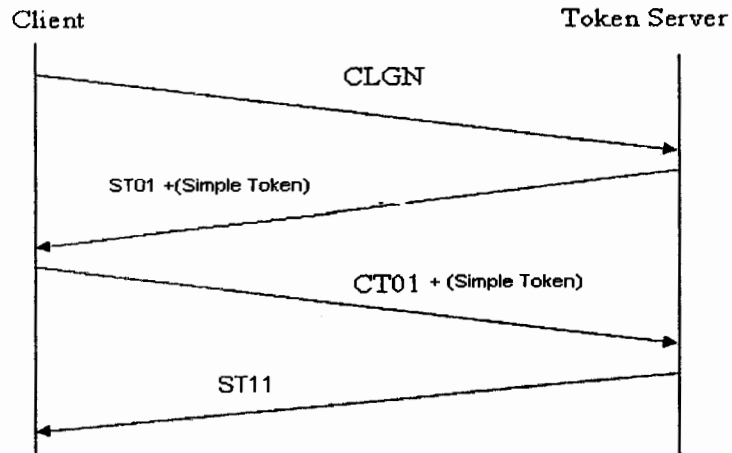 Client
Token Server
CLGN
ST01 +(Simple Token)
CT01 + (Simple Token)
ST11